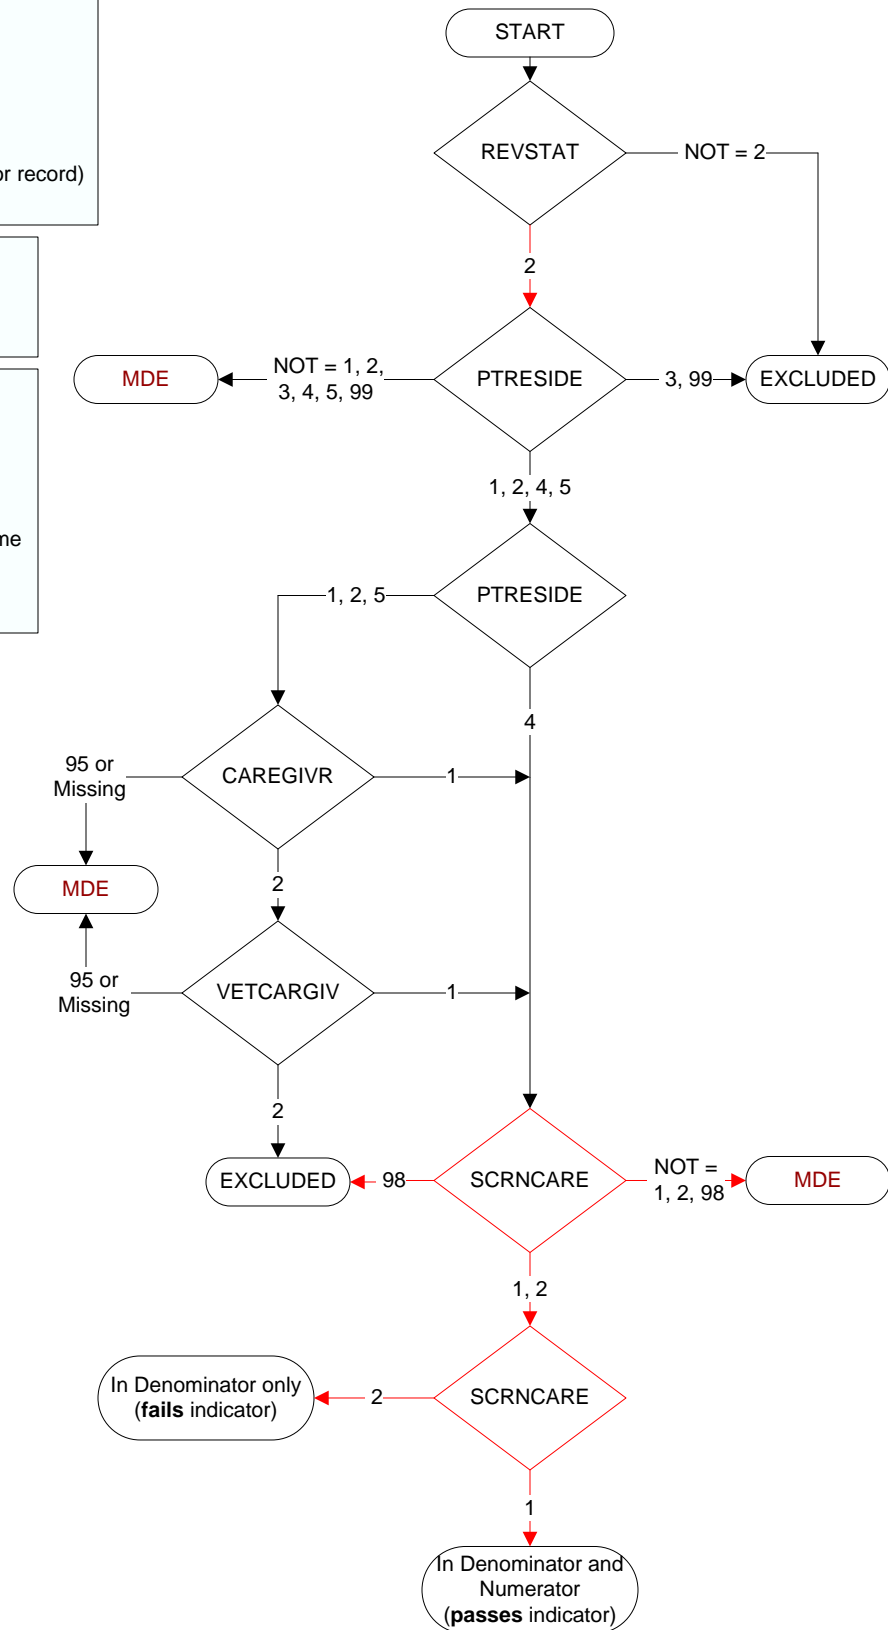 START
or record)
REVSTAT
NOT = 2
2
MDE
NOT = 1, 2,
3, 4, 5, 99
PTRESIDE
3, 99
EXCLUDED
1, 2, 4, 5
me
1, 2, 5
PTRESIDE
4
95 or
Missing
CAREGIVR
1
MDE
2
95 or
Missing
VETCARGIV
1
2
EXCLUDED
98
SCRNCARE
NOT =
1, 2, 98
MDE
1, 2
In Denominator only
(fails indicator)
2
SCRNCARE
1
In Denominator and
Numerator
(passes indicator)